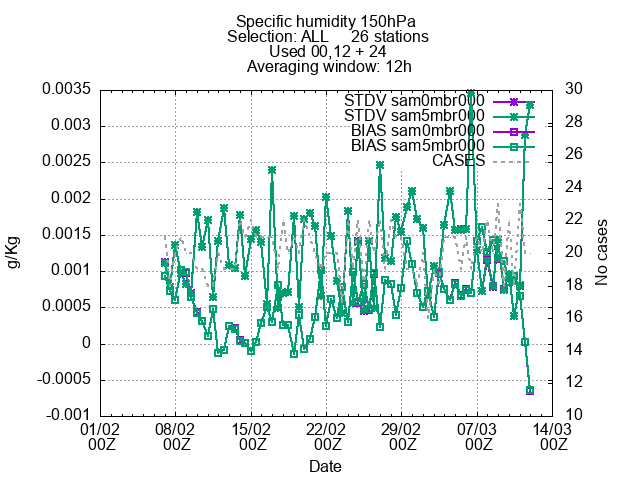 Specific humidity 150hPa
Selection: ALL 26 stations
Used 00,12 + 24
Averaging window: 12h
STDV sam0mbr000
STDV sam5mbr000
BIAS sam0mbr000
BIAS sam5mbr000
CASES
g/Kg
0.0035
0.003
0.0025
0.002
0.0015
0.001
0.0005
0
-0.0005
-0.001
No cases
30
28
26
24
22
20
18
16
14
12
10
01/02 08/02 15/02 22/02 29/02 07/03 14/03
00Z 00Z 00Z 00Z 00Z 00Z 00Z
Date